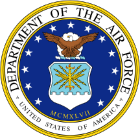 DEPARTMENT OF THE AIR FORCE
MCMXLVII
UNITED STATES OF AMERICA